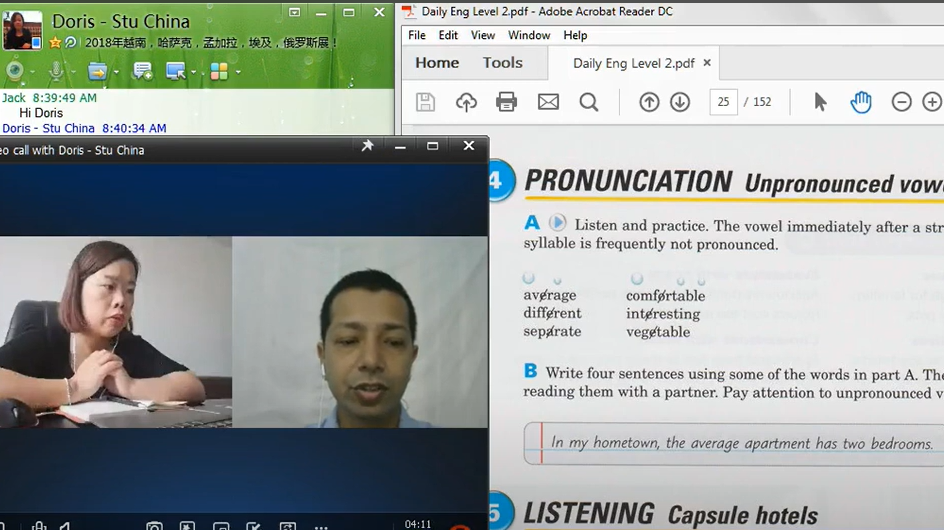 Doris - Stu China
2018年越南，哈萨克，孟加拉，埃及，俄罗斯展！
Jack 8:39:49 AM
Hi Doris
Doris - Stu China 8:40:34 AM
eo call with Doris - Stu China
04:11
Daily Eng Level 2.pdf - Adobe Acrobat Reader DC
File Edit View Window Help
Home Tools Daily Eng Level 2.pdf ×
25 / 152
4 PRONUNCIATION Unpronounced vow
A Listen and practice. The vowel immediately after a str
syllable is frequently not pronounced.
average comfortable
different interesting
separate vegetable
B Write four sentences using some of the words in part A. The
reading them with a partner. Pay attention to unpronounced v
In my hometown, the average apartment has two bedrooms.
5 LISTENING Capsule hotels